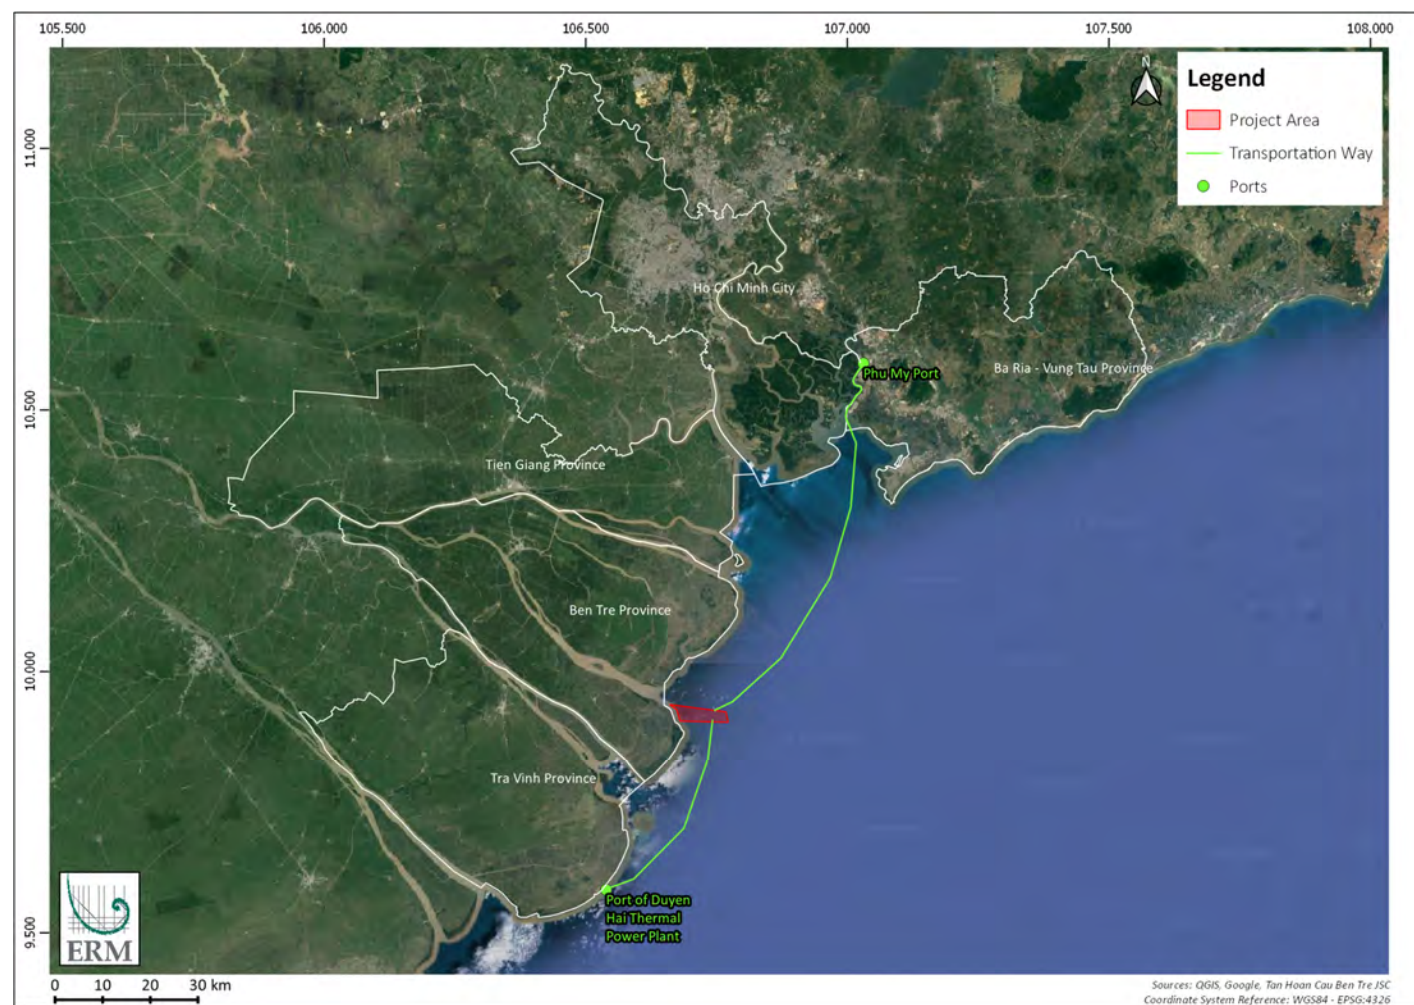 105.500 106.000 106.500 107.000 107.500 108.000
N
Legend
Project Area
Transportation Way
Ports
11.000
10.500
10.000
9.500
Ho Chi Minh City
Phu My Port
Ba Ria - Vung Tau Province
Tien Giang Province
Ben Tre Province
Tra Vinh Province
Port of Duyen
Hai Thermal
Power Plant
ERM
0 10 20 30 km
Sources: QGIS, Google, Tan Hoan Cau Ben Tre JSC
Coordinate System Reference: WGS84 - EPSG:4326